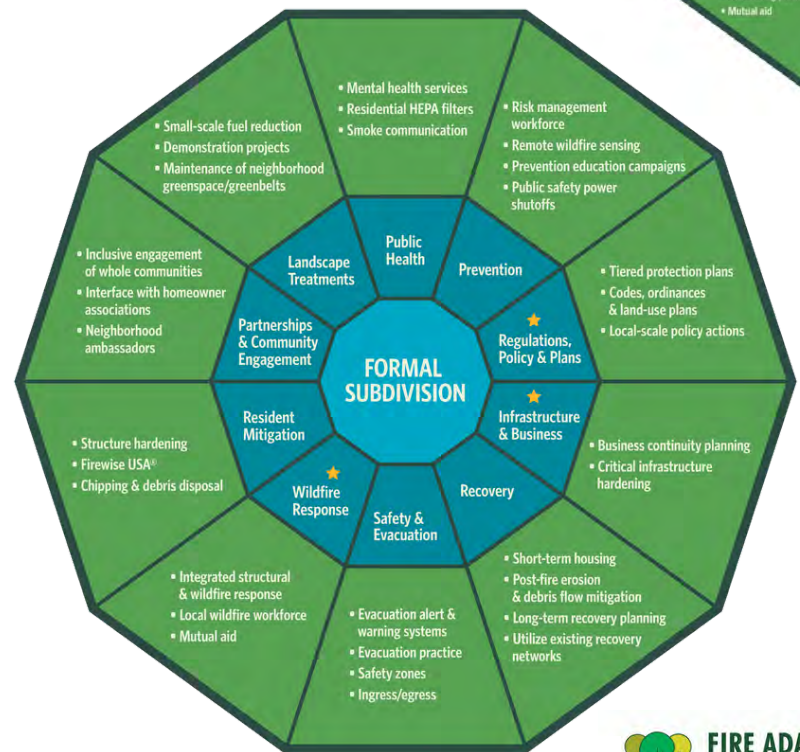 • Mutual aid
• Mental health services
• Residential HEPA filters
• Smoke communication
• Small-scale fuel reduction
• Demonstration projects
• Maintenance of neighborhood
greenspace/greenbelts
• Risk management
workforce
• Remote wildfire sensing
• Prevention education campaigns
• Public safety power
shutoffs
• Inclusive engagement
of whole communities
• Interface with homeowner
associations
• Neighborhood
ambassadors
• Tiered protection plans
• Codes, ordinances
& land-use plans
• Local-scale policy actions
Public
Health
Landscape
Treatments
Prevention
Partnerships
& Community
Engagement
Regulations,
Policy & Plans
FORMAL
SUBDIVISION
Resident
Mitigation
Infrastructure
& Business
Wildfire
Response
Safety &
Evacuation
Recovery
• Structure hardening
• Firewise USA®
• Chipping & debris disposal
• Business continuity planning
• Critical infrastructure
hardening
• Integrated structural
& wildfire response
• Local wildfire workforce
• Mutual aid
• Evacuation alert &
warning systems
• Evacuation practice
• Safety zones
• Ingress/egress
• Short-term housing
• Post-fire erosion
& debris flow mitigation
• Long-term recovery planning
• Utilize existing recovery
networks
FIRE ADA